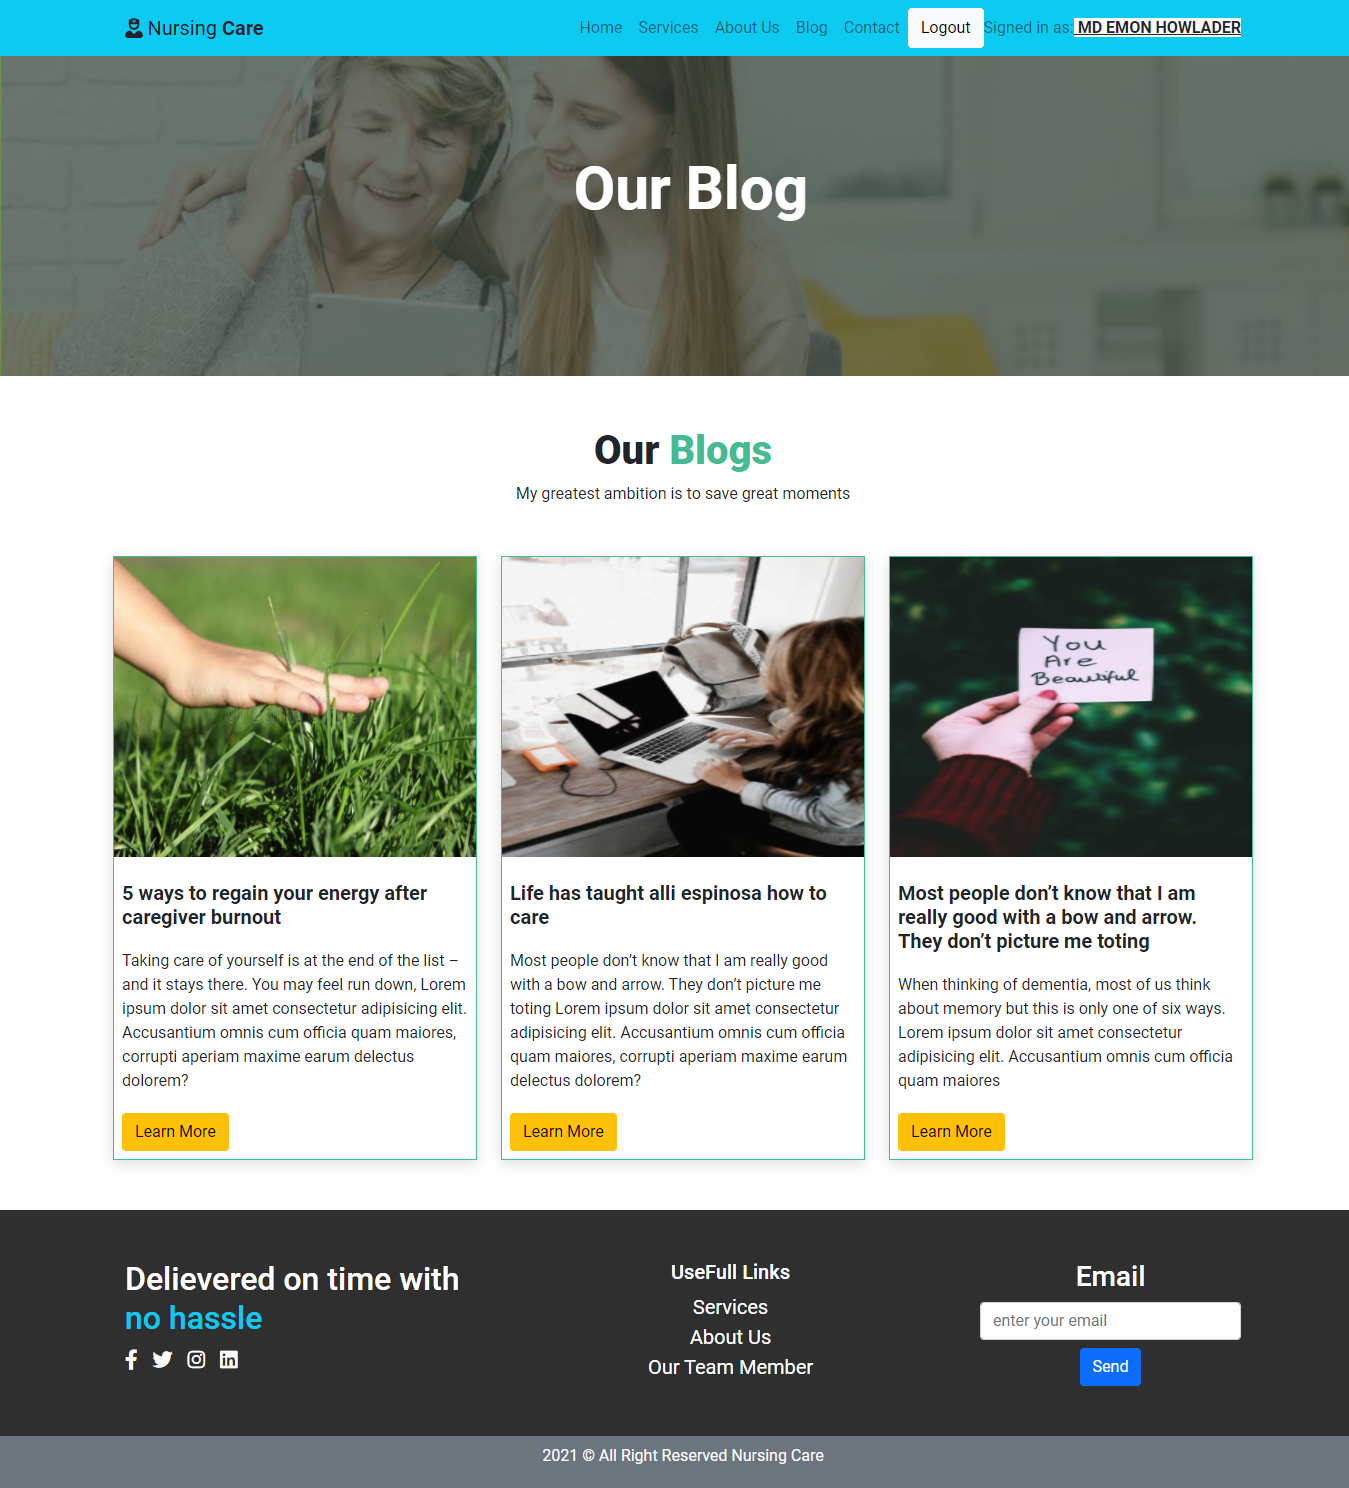 Nursing Care
Home Services About Us Blog Contact Logout Signed in as: MD EMON HOWLADER
Our Blog
Our Blogs
My greatest ambition is to save great moments
You
Are
Beautiful
5 ways to regain your energy after
caregiver burnout
Taking care of yourself is at the end of the list –
and it stays there. You may feel run down, Lorem
ipsum dolor sit amet consectetur adipisicing elit.
Accusantium omnis cum officia quam maiores,
corrupti aperiam maxime earum delectus
dolorem?
Learn More
Life has taught alli espinosa how to
care
Most people don’t know that I am really good
with a bow and arrow. They don’t picture me
toting Lorem ipsum dolor sit amet consectetur
adipisicing elit. Accusantium omnis cum officia
quam maiores, corrupti aperiam maxime earum
delectus dolorem?
Learn More
Most people don’t know that I am
really good with a bow and arrow.
They don’t picture me toting
When thinking of dementia, most of us think
about memory but this is only one of six ways.
Lorem ipsum dolor sit amet consectetur
adipisicing elit. Accusantium omnis cum officia
quam maiores
Learn More
Delievered on time with
no hassle
UseFull Links
Services
About Us
Our Team Member
Email
enter your email
Send
2021 © All Right Reserved Nursing Care